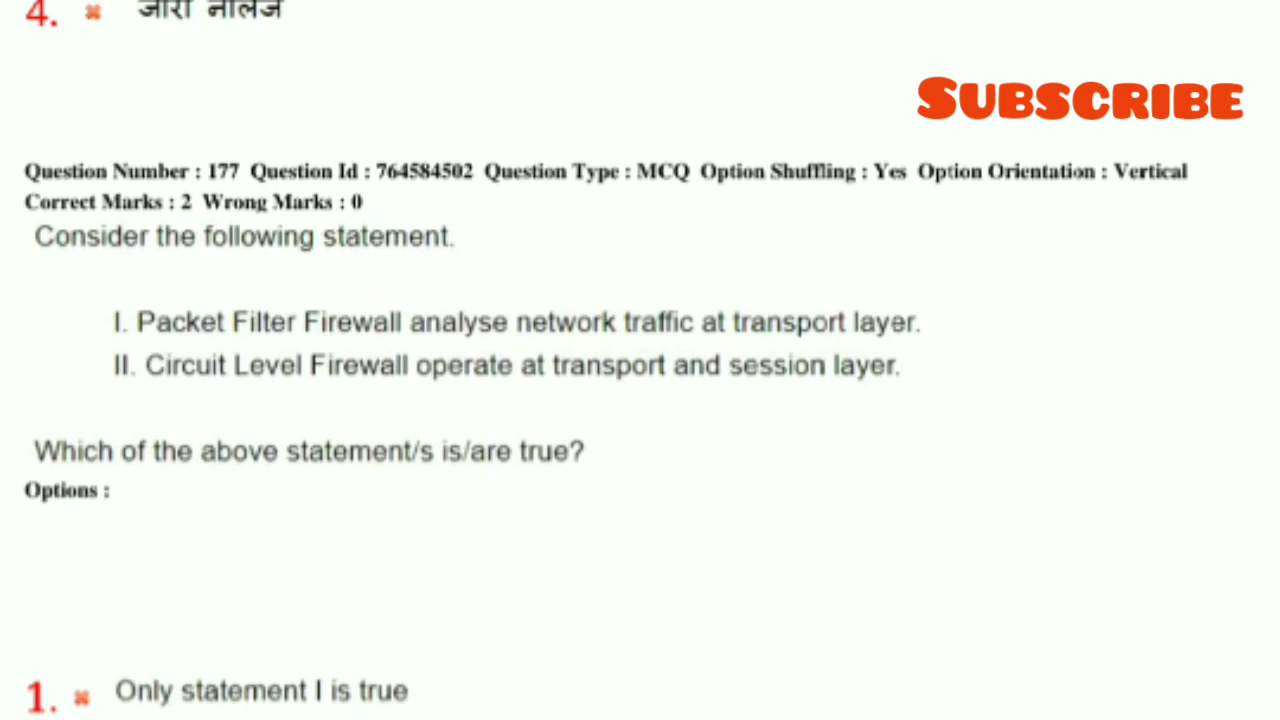 4. जारी नॉलेज
SUBSCRIBE
Question Number : 177 Question Id : 764584502 Question Type : MCQ Option Shuffling : Yes Option Orientation : Vertical
Correct Marks : 2 Wrong Marks : 0
Consider the following statement.
I. Packet Filter Firewall analyse network traffic at transport layer.
II. Circuit Level Firewall operate at transport and session layer.
Which of the above statement/s is/are true?
Options :
1. Only statement I is true